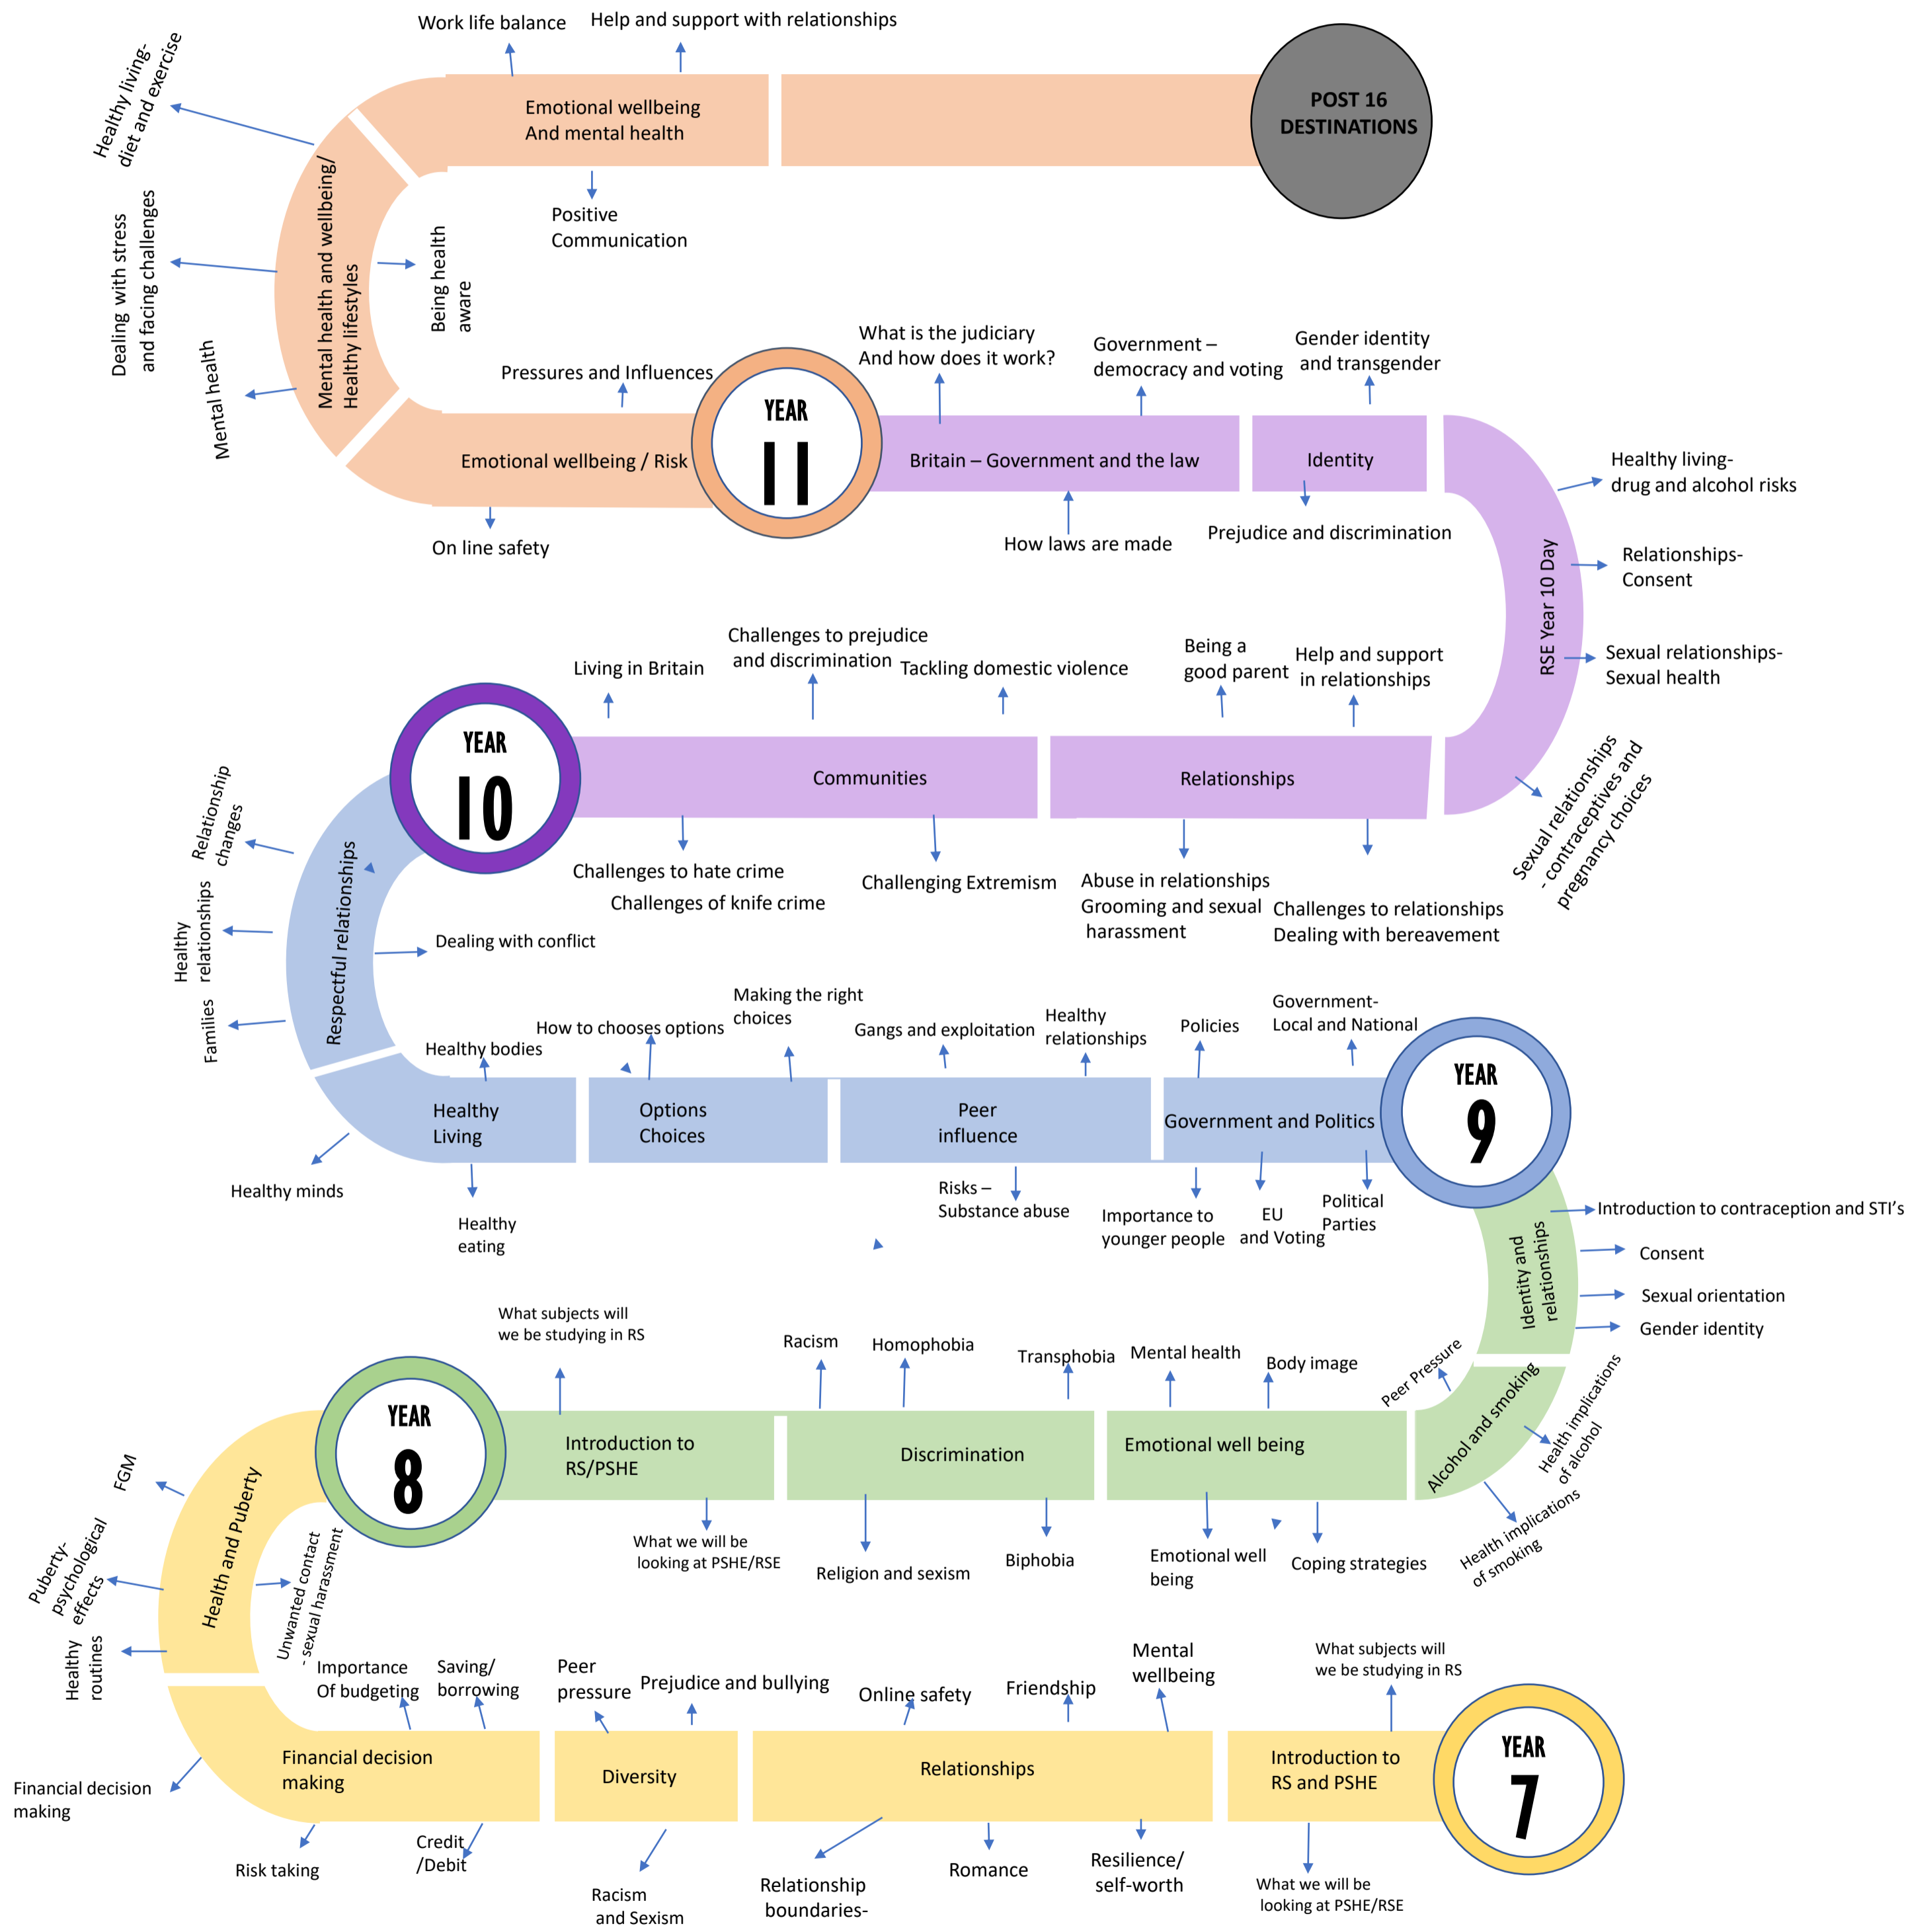 Work life balance
Help and support with relationships
Healthy living-
diet and exercise
Emotional wellbeing
And mental health
POST 16
DESTINATIONS
Positive
Communication
Dealing with stress
and facing challenges
Mental health and wellbeing/
Healthy lifestyles
Being health
aware
Mental health
Pressures and Influences
Emotional wellbeing / Risk
On line safety
YEAR
11
What is the judiciary
And how does it work?
Government –
democracy and voting
Gender identity
and transgender
Britain – Government and the law
Identity
How laws are made
Prejudice and discrimination
Healthy living-
drug and alcohol risks
Relationships-
Consent
RSE Year 10 Day
Sexual relationships-
Sexual health
Sexual relationships
- contraceptives and
pregnancy choices
Living in Britain
Challenges to prejudice
and discrimination
Tackling domestic violence
Being a
good parent
Help and support
in relationships
YEAR
10
Communities
Relationships
Challenges to hate crime
Challenges of knife crime
Challenging Extremism
Abuse in relationships
Grooming and sexual
harassment
Challenges to relationships
Dealing with bereavement
Relationship
changes
Healthy
relationships
Families
Respectful relationships
Dealing with conflict
Healthy bodies
How to chooses options
Making the right
choices
Gangs and exploitation
Healthy
relationships
Policies
Government-
Local and National
YEAR
9
Healthy
Living
Options
Choices
Peer
influence
Government and Politics
Healthy minds
Healthy
eating
Risks –
Substance abuse
Importance to
younger people
EU
and Voting
Political
Parties
Introduction to contraception and STI’s
Consent
Sexual orientation
Gender identity
Identity and
relationships
What subjects will
we be studying in RS
Racism
Homophobia
Transphobia
Mental health
Body image
Peer Pressure
Alcohol and smoking
Health implications
of alcohol
Health implications
of smoking
YEAR
8
Introduction to
RS/PSHE
Discrimination
Emotional well being
What we will be
looking at PSHE/RSE
Religion and sexism
Biphobia
Emotional well
being
Coping strategies
FGM
Puberty-
psychological
effects
Healthy
routines
Health and Puberty
Unwanted contact
- sexual harassment
Importance
Of budgeting
Saving/
borrowing
Peer
pressure
Prejudice and bullying
Online safety
Friendship
Mental
wellbeing
What subjects will
we be studying in RS
Financial decision
making
Diversity
Relationships
Introduction to
RS and PSHE
YEAR
7
Financial decision
making
Risk taking
Credit
/Debit
Racism
and Sexism
Relationship
boundaries-
Romance
Resilience/
self-worth
What we will be
looking at PSHE/RSE